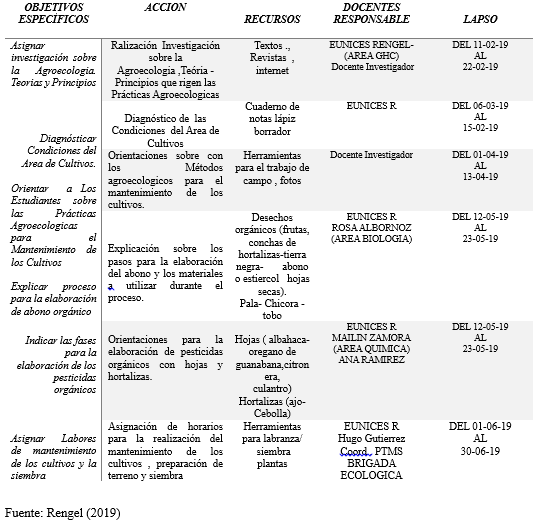 OBJETIVOS
ESPECÍFICOS
ACCION
RECURSOS
DOCENTES
RESPONSABLE
LAPSO
Asignar
investigación sobre
la Agroecologia.
Teorias y Principios
Ralización Investigación
sobre la
Agroecologia ,Teória -
Principios que rigen las
Prácticas Agroecologicas
Textos .,
Revistas ,
internet
EUNICES RENGEL-
(AREA GHC)
Docente Investigador
DEL 11-02-19
AL
22-02-19
Diagnósticar
Condiciones del
Area de Cultivos.
Diagnóstico de las
Condiciones del Area de
Cultivos
Cuaderno de
notas lápiz
borrador
EUNICES R
DEL 06-03-19
AL
15-02-19
Orientar a Los
Estudiantes sobre
las Prácticas
Agroecologicas
para el
Mantenimiento de
los Cultivos
Orientaciones sobre con
los Métodos
agroecologicos para el
mantenimiento de los
cultivos.
Herramientas
para el trabajo de
campo , fotos
Docente Investigador
DEL 01-04-19
AL
13-04-19
Explicar proceso
para la elaboración
de abono orgánico
Explicación sobre los
pasos para la elaboración
del abono y los materiales
a utilizar durante el
proceso.
Desechos
orgánicos (frutas,
conchas de
hortalizas-tierra
negra- abono
o estiercol hojas
secas).
Pala- Chicora -
tobo
EUNICES R
ROSA ALBORNOZ
(AREA BIOLOGIA)
DEL 12-05-19
AL
23-05-19
Indicar las fases
para la
elaboración de los
pesticidas
orgánicos
Orientaciones para la
elaboración de pesticidas
orgánicos con hojas y
hortalizas.
Hojas ( albahaca-
oregano de
guanabana,citron
era,
culantro)
Hortalizas (ajo-
Cebolla)
EUNICES R
MAILIN ZAMORA
(AREA QUIMICA)
ANA RAMIREZ
DEL 12-05-19
AL
23-05-19
Asignar Labores
de mantenimiento
de los cultivos y la
siembra
Asignación de horarios
para la realización del
mantenimiento de los
cultivos , preparación de
terreno y siembra
Herramientas
para labranza/
siembra
plantas
EUNICES R
Hugo Gutierrez
Coord. PTMS
BRIGADA
ECOLOGICA
DEL 01-06-19
AL
30-06-19
Fuente: Rengel (2019)